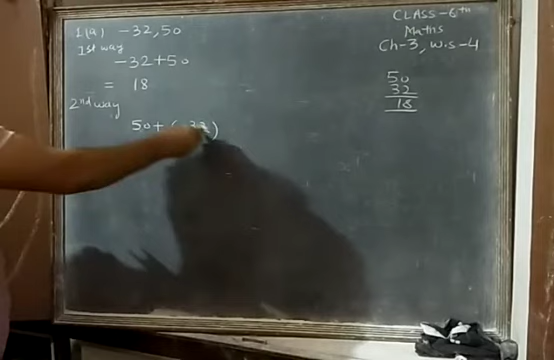 1(a) -32, 50
1st way
-32+50
= 18
2nd way
50+(-32)
CLASS-6th
Maths
Ch-3, W.S-4
50
32
18